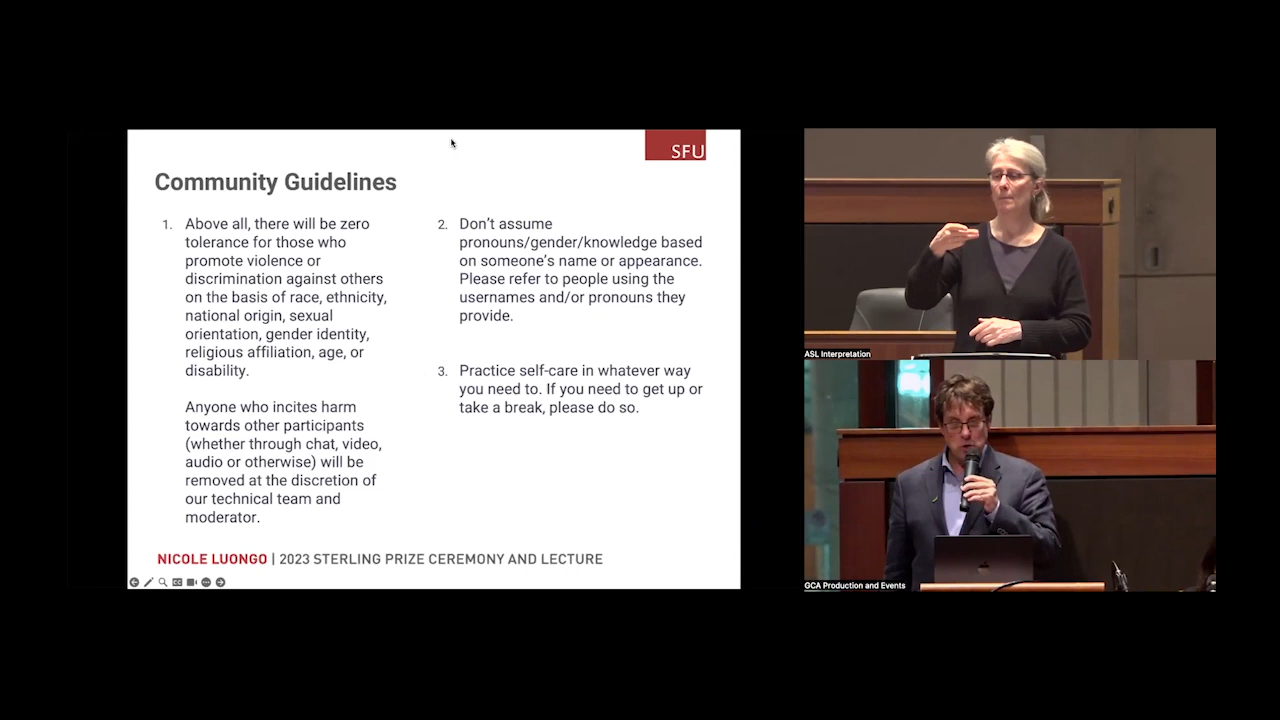 SFU
Community Guidelines
1. Above all, there will be zero
tolerance for those who
promote violence or
discrimination against others
on the basis of race, ethnicity,
national origin, sexual
orientation, gender identity,
religious affiliation, age, or
disability.
Anyone who incites harm
towards other participants
(whether through chat, video,
audio or otherwise) will be
removed at the discretion of
our technical team and
moderator.
2. Don’t assume
pronouns/gender/knowledge based
on someone’s name or appearance.
Please refer to people using the
usernames and/or pronouns they
provide.
3. Practice self-care in whatever way
you need to. If you need to get up or
take a break, please do so.
NICOLE LUONGO | 2023 STERLING PRIZE CEREMONY AND LECTURE
ASL Interpretation
GCA Production and Events